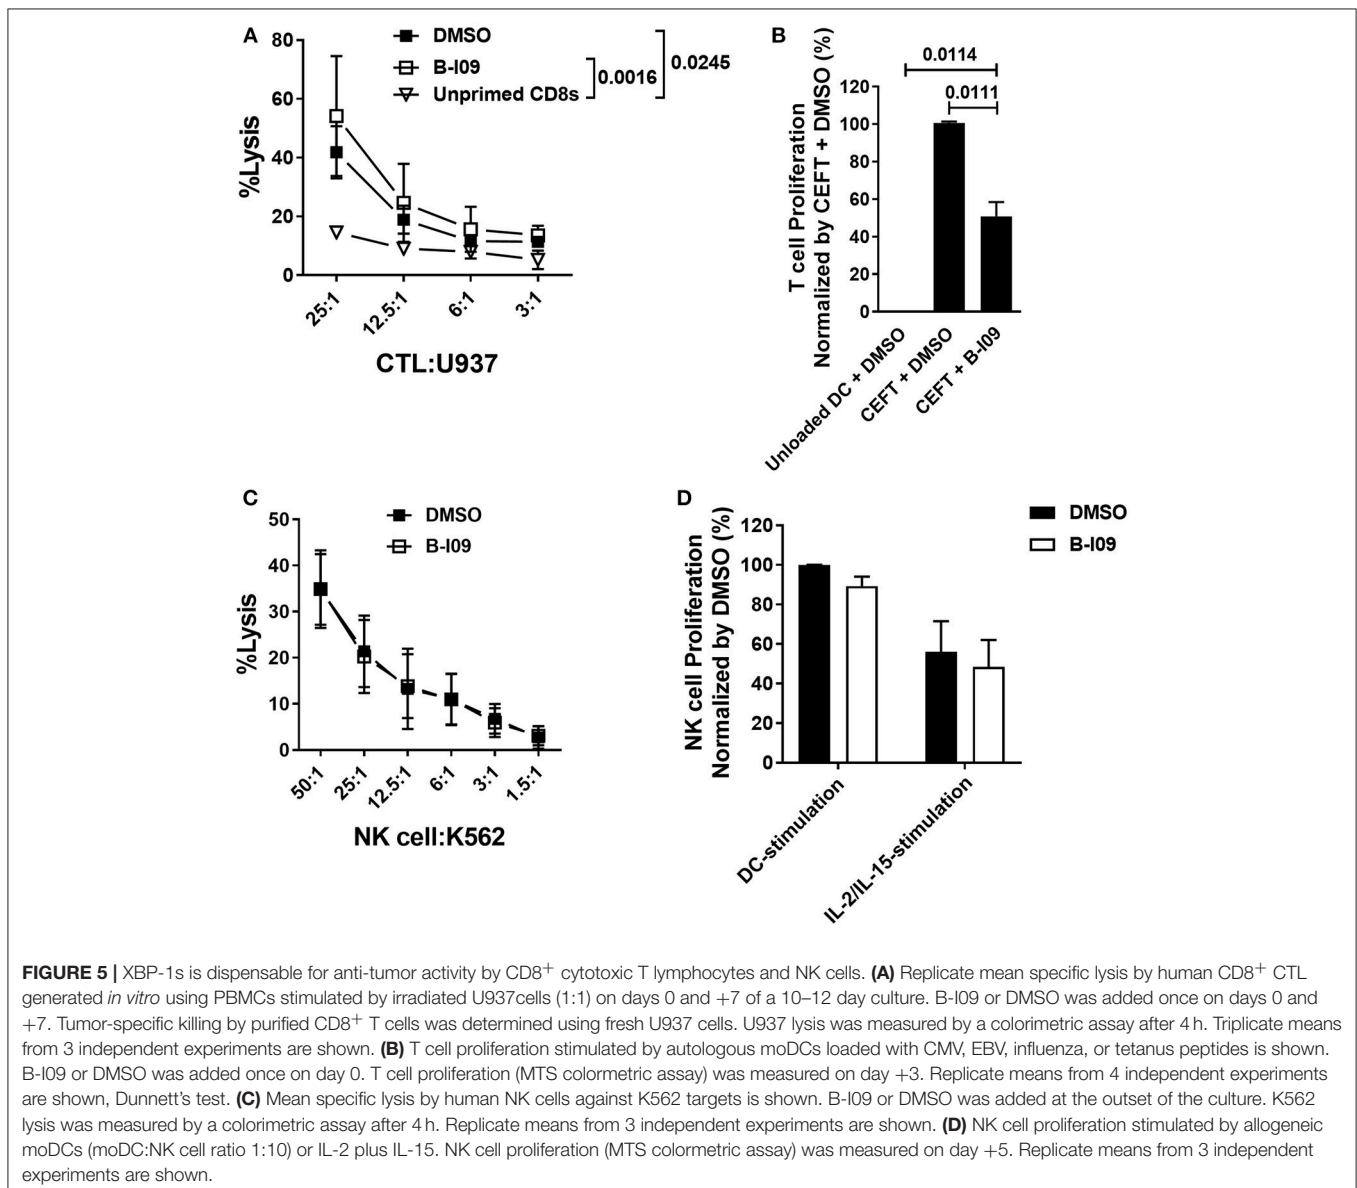 A
80
60
40
20
0
%Lysis
DMSO
B-I09
Unprimed CD8s
0.0016
0.0245
25:1
12.5:1
6:1
3:1
CTL:U937
B
T cell Proliferation
Normalized by CEFT + DMSO (%)
120
100
80
60
40
20
0
0.0114
0.0111
Unloaded DC + DMSO
CEFT + DMSO
CEFT + B-I09
C
50
40
30
20
10
0
%Lysis
DMSO
B-I09
50:1
25:1
12.5:1
6:1
3:1
1.5:1
NK cell:K562
D
NK cell Proliferation
Normalized by DMSO (%)
120
100
80
60
40
20
0
DMSO
B-I09
DC-stimulation
IL-2/IL-15-stimulation
FIGURE 5 | XBP-1s is dispensable for anti-tumor activity by CD8+ cytotoxic T lymphocytes and NK cells. (A) Replicate mean specific lysis by human CD8+ CTL
generated in vitro using PBMCs stimulated by irradiated U937cells (1:1) on days 0 and +7 of a 10–12 day culture. B-I09 or DMSO was added once on days 0 and
+7. Tumor-specific killing by purified CD8+ T cells was determined using fresh U937 cells. U937 lysis was measured by a colorimetric assay after 4 h. Triplicate means
from 3 independent experiments are shown. (B) T cell proliferation stimulated by autologous moDCs loaded with CMV, EBV, influenza, or tetanus peptides is shown.
B-I09 or DMSO was added once on day 0. T cell proliferation (MTS colormetric assay) was measured on day +3. Replicate means from 4 independent experiments
are shown, Dunnett's test. (C) Mean specific lysis by human NK cells against K562 targets is shown. B-I09 or DMSO was added at the outset of the culture. K562
lysis was measured by a colorimetric assay after 4 h. Replicate means from 3 independent experiments are shown. (D) NK cell proliferation stimulated by allogeneic
moDCs (moDC:NK cell ratio 1:10) or IL-2 plus IL-15. NK cell proliferation (MTS colormetric assay) was measured on day +5. Replicate means from 3 independent
experiments are shown.